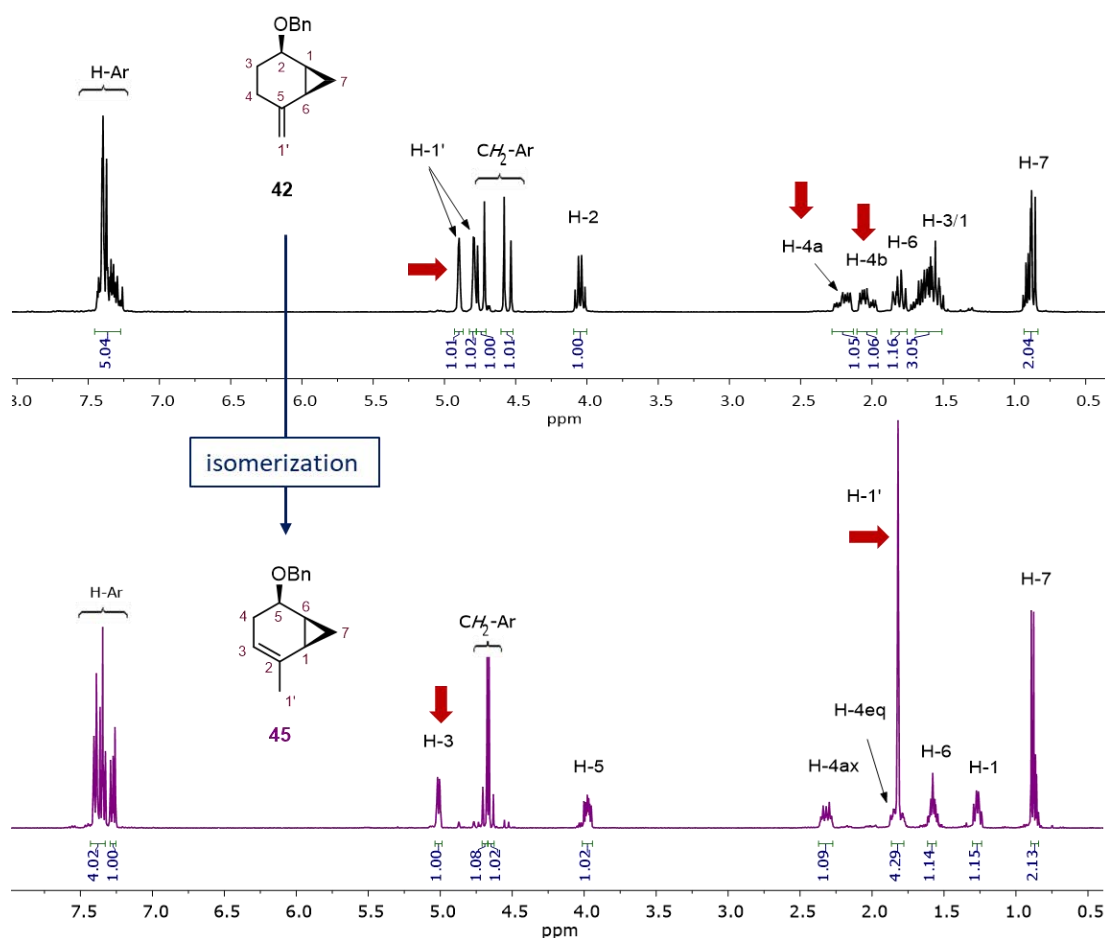 OBn
3
2
1
7
4
5
6
1'
42
H-Ar
H-1'
CH2-Ar
H-2
H-4a
H-4b
H-6
H-3/1
H-7
5.04
1.01
1.02
1.00
1.01
1.00
1.05
1.06
1.16
3.05
2.04
8.0 7.5 7.0 6.5 6.0 5.5 5.0 4.5 4.0 3.5 3.0 2.5 2.0 1.5 1.0 0.5
ppm
isomerization
OBn
4
5
6
7
3
2
1
1'
45
H-Ar
H-3
CH2-Ar
H-5
H-4ax
H-4eq
H-1'
H-6
H-1
H-7
4.02
1.00
1.00
1.08
1.02
1.02
1.09
4.29
1.14
1.15
2.13
7.5 7.0 6.5 6.0 5.5 5.0 4.5 4.0 3.5 3.0 2.5 2.0 1.5 1.0 0.5
ppm